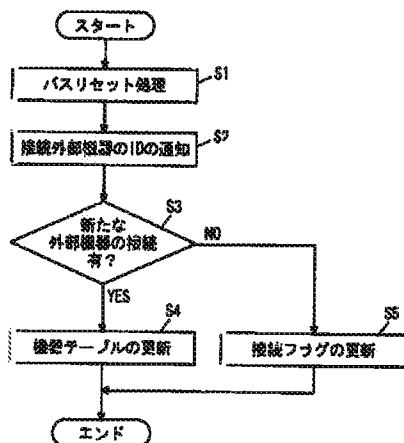 スタート
バスリセット処理
S1
接続外部機器のIDの通知
S2
新たな
外部機器の接続
有?
S3
NO
YES
機器テーブルの更新
S4
接続フラグの更新
S5
エンド